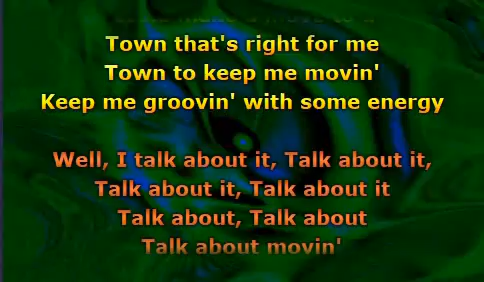 Town that's right for me
Town to keep me movin'
Keep me groovin' with some energy
Well, I talk about it, Talk about it,
Talk about it, Talk about it
Talk about, Talk about
Talk about movin'